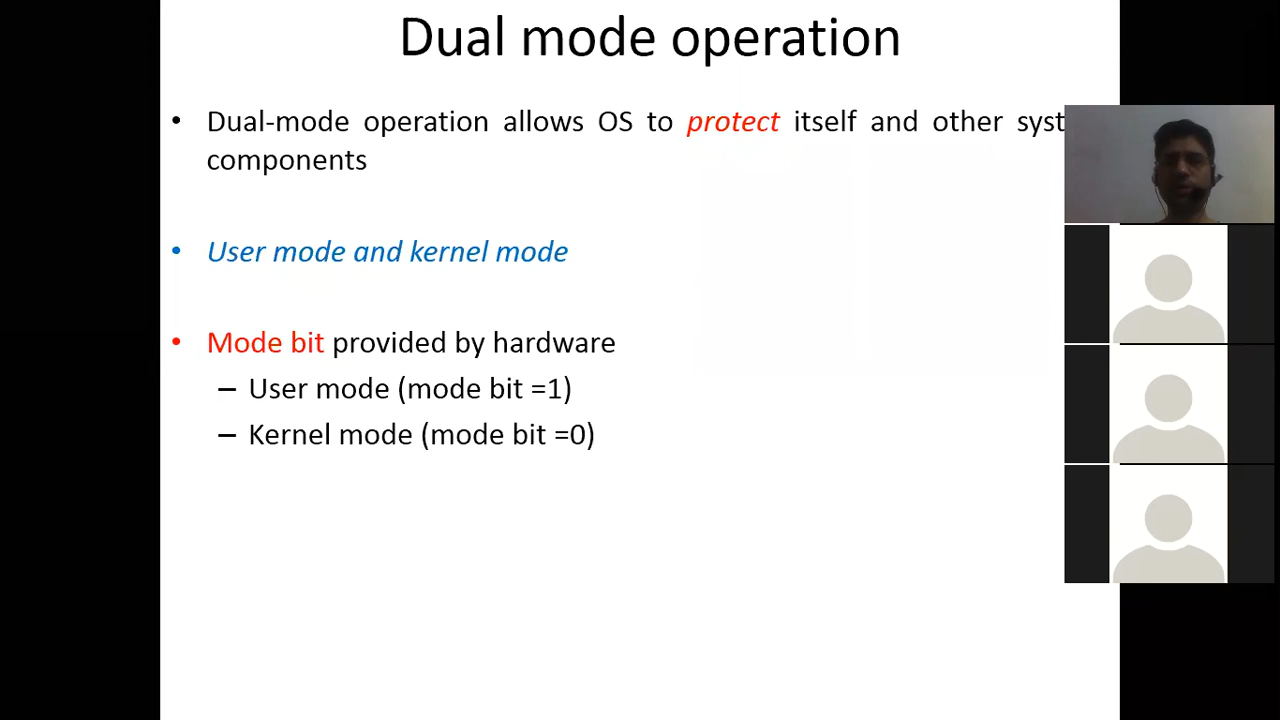 Dual mode operation
• Dual-mode operation allows OS to protect itself and other syst
components
• User mode and kernel mode
• Mode bit provided by hardware
– User mode (mode bit =1)
– Kernel mode (mode bit =0)